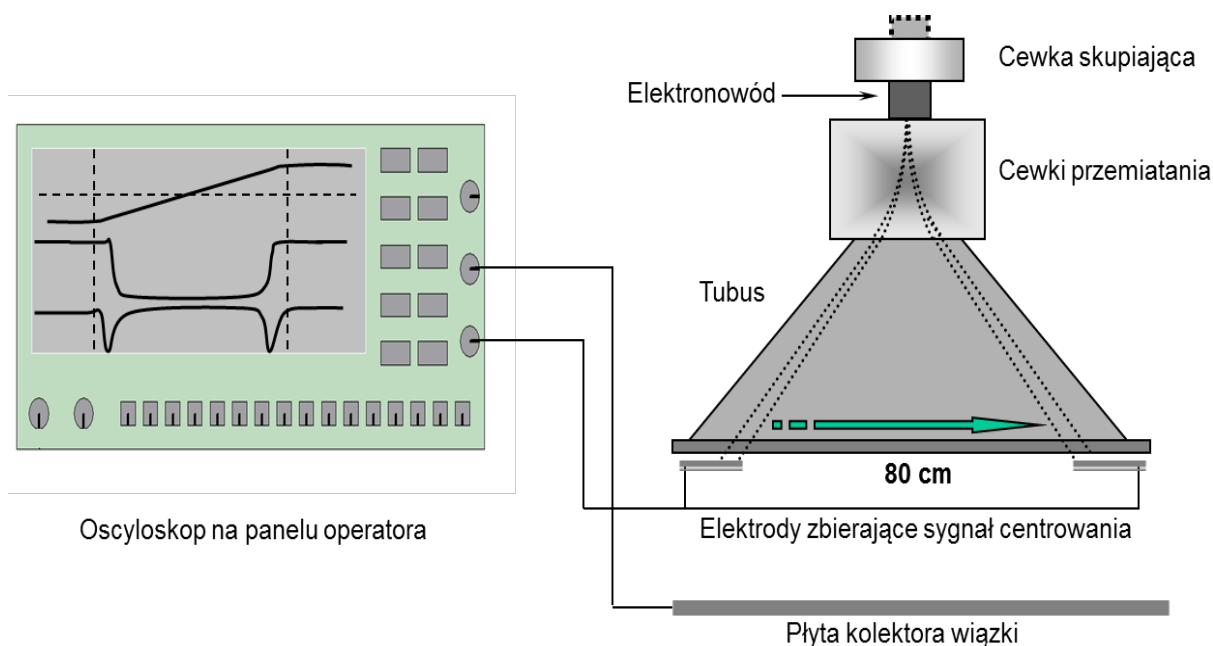 Cewka skupiająca
Elektronowód
Cewki przemiatania
Tubus
80 cm
Oscyloskop na panelu operatora
Elektrody zbierające sygnał centrowania
Płyta kolektora wiązki